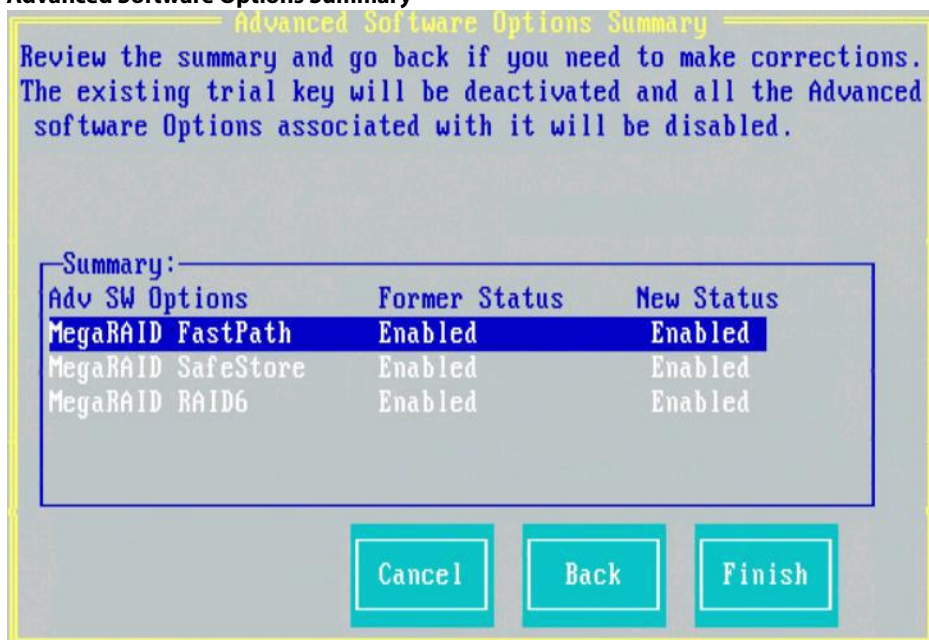 Advanced Software Options Summary
Advanced Software Options Summary
Review the summary and go back if you need to make corrections.
The existing trial key will be deactivated and all the Advanced
software Options associated with it will be disabled.
Summary:
Adv SW Options Former Status New Status
MegaRAID FastPath Enabled Enabled
MegaRAID SafeStore Enabled Enabled
MegaRAID RAID6 Enabled Enabled
Cancel Back Finish